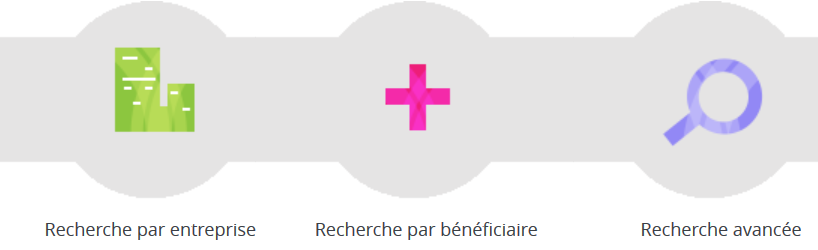 Recherche par entreprise
Recherche par bénéficiaire
Recherche avancée